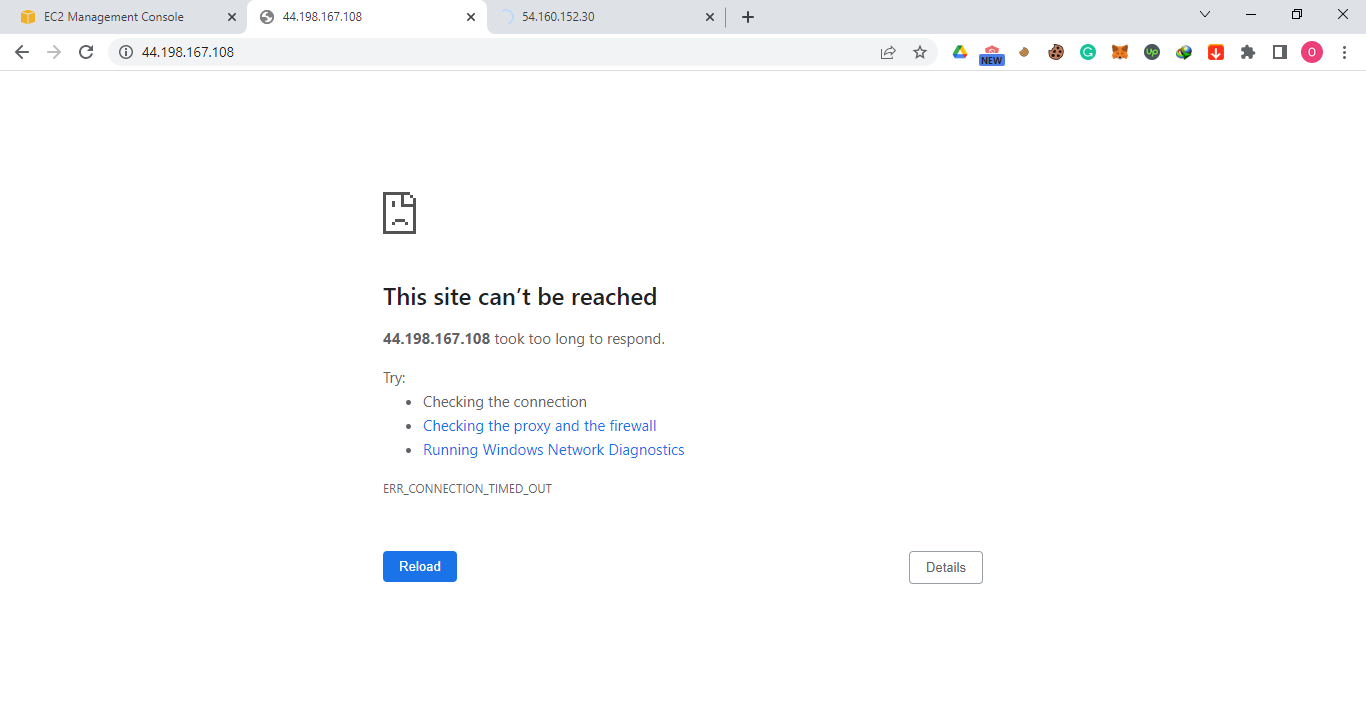 EC2 Management Console
44.198.167.108
54.160.152.30
44.198.167.108
NEW
G
Up
O
This site can’t be reached
44.198.167.108 took too long to respond.
Try:
Checking the connection
Checking the proxy and the firewall
Running Windows Network Diagnostics
ERR_CONNECTION_TIMED_OUT
Reload
Details